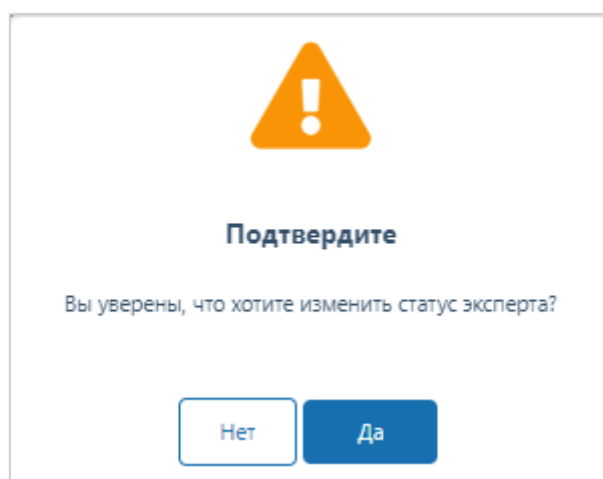 Подтвердите
Вы уверены, что хотите изменить статус эксперта?
Нет
Да